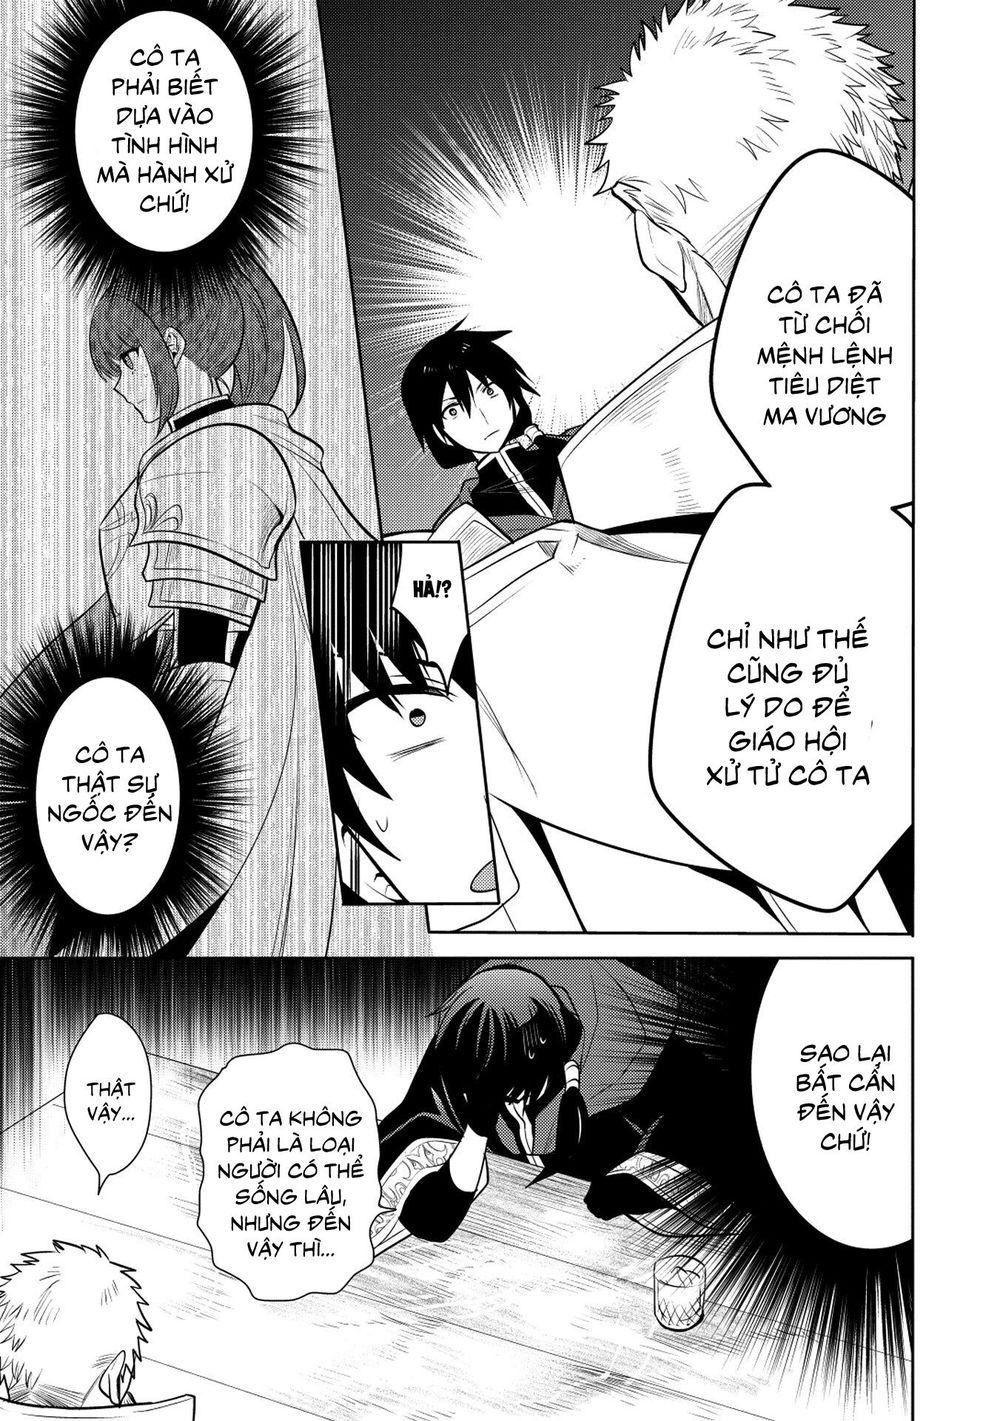 CÔ TA ĐÃ
TỪ CHỐI
MỆNH LỆNH
TIÊU DIỆT
MA VƯƠNG
CHỈ NHƯ THẾ
CŨNG ĐỦ
LÝ DO ĐỂ
GIÁO HỘI
XỬ TỬ CÔ TA
HẢ!?
CÔ TA
PHẢI BIẾT
DỰA VÀO
TÌNH HÌNH
MÀ HÀNH XỬ
CHỨ!
CÔ TA
THẬT SỰ
NGỐC ĐẾN
VẬY?
SAO LẠI
BẤT CẨN
ĐẾN VẬY
CHỨ!
CÔ TA KHÔNG
PHẢI LÀ LOẠI
NGƯỜI CÓ THỂ
SỐNG LÂU,
NHƯNG ĐẾN
VẬY THÌ...
THẬT
VẬY...